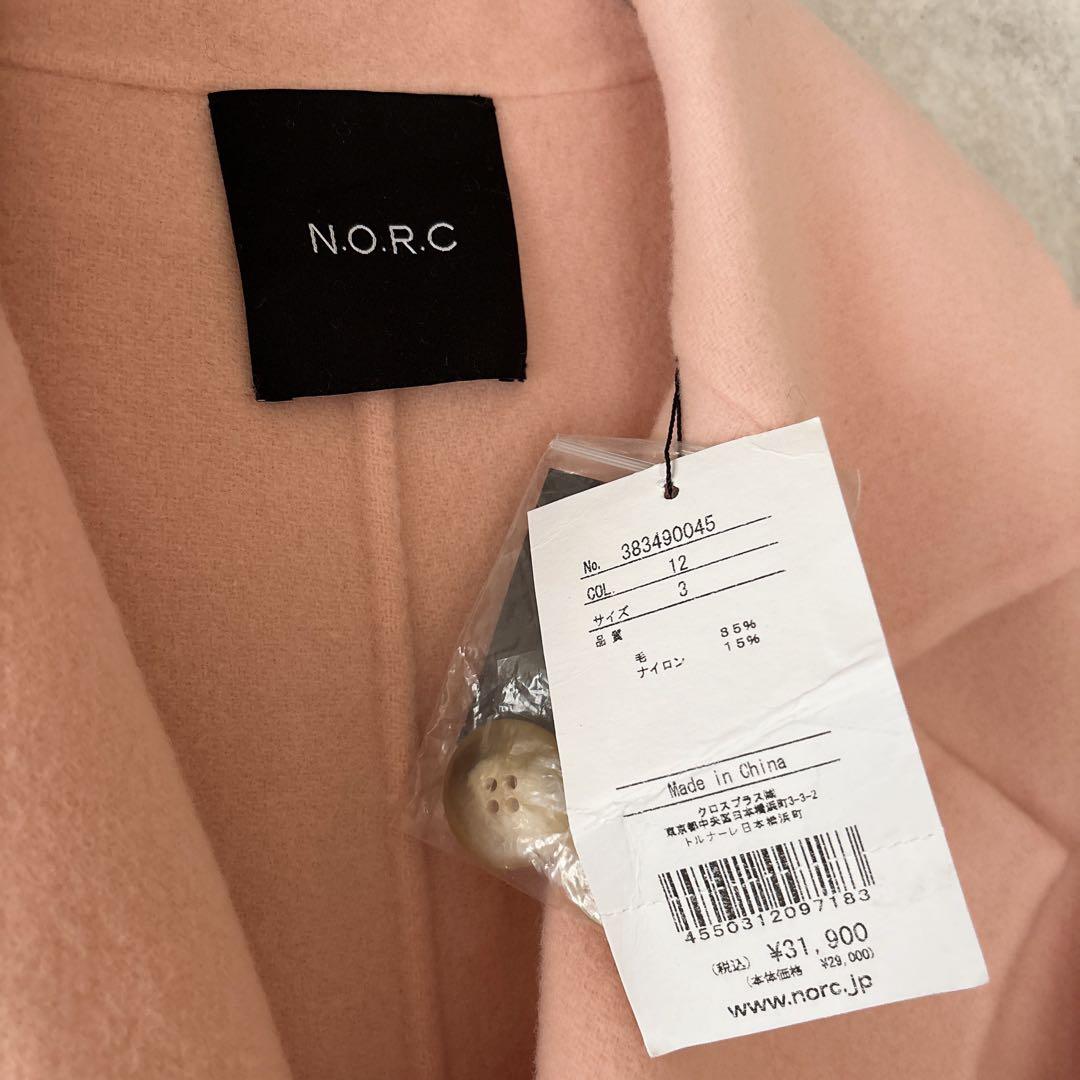 N.O.R.C
No. 383490045
COL. 12
サイズ 3
品質
毛 85%
ナイロン 15%
Made in China
クロスプラス㈱
東京都中央区日本橋浜町3-3-2
トルナーレ日本橋浜町
4550312097183
(税込) ¥31,900
(本体価格 ¥29,000)
www.norc.jp